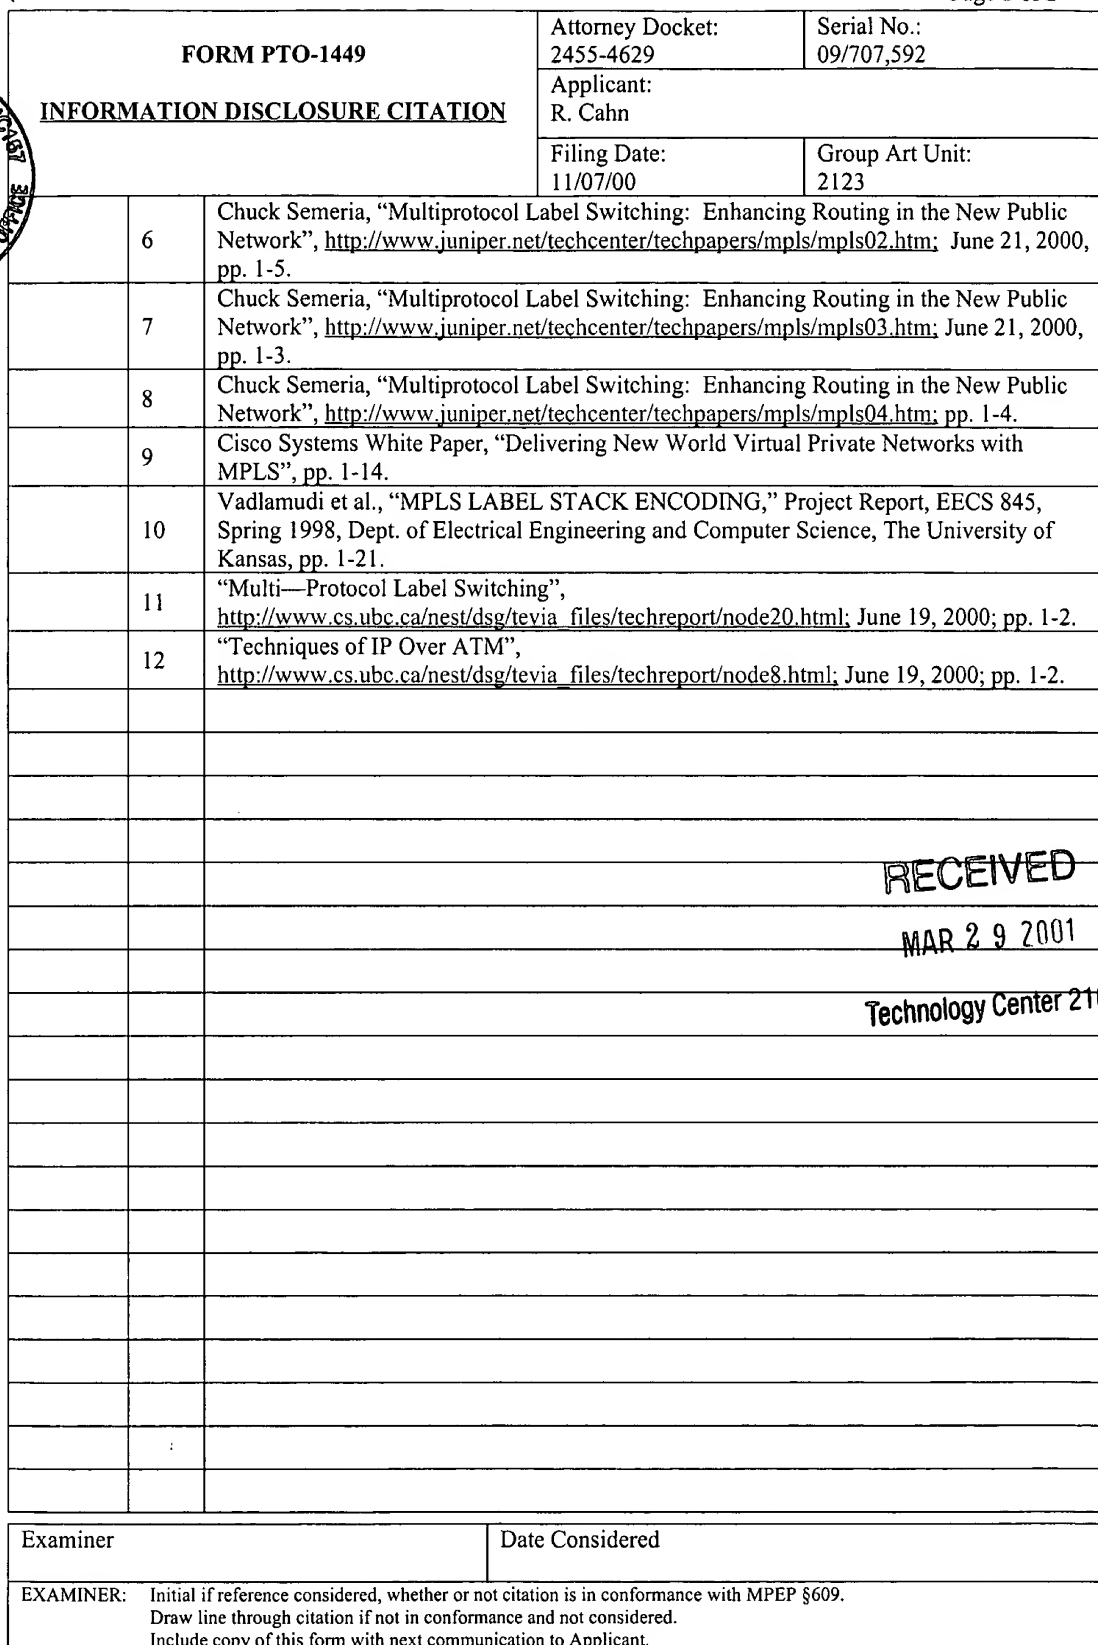 FORM PTO-1449
INFORMATION DISCLOSURE CITATION
Attorney Docket:
2455-4629
Serial No.:
09/707,592
Applicant:
R. Cahn
Filing Date:
11/07/00
Group Art Unit:
2123
6
Chuck Semeria, “Multiprotocol Label Switching: Enhancing Routing in the New Public
Network”, http://www.juniper.net/techcenter/techpapers/mpls/mpls02.htm; June 21, 2000,
pp. 1-5.
7
Chuck Semeria, “Multiprotocol Label Switching: Enhancing Routing in the New Public
Network”, http://www.juniper.net/techcenter/techpapers/mpls/mpls03.htm; June 21, 2000,
pp. 1-3.
8
Chuck Semeria, “Multiprotocol Label Switching: Enhancing Routing in the New Public
Network”, http://www.juniper.net/techcenter/techpapers/mpls/mpls04.htm; pp. 1-4.
9
Cisco Systems White Paper, “Delivering New World Virtual Private Networks with
MPLS”, pp. 1-14.
10
Vadlamudi et al., “MPLS LABEL STACK ENCODING,” Project Report, EECS 845,
Spring 1998, Dept. of Electrical Engineering and Computer Science, The University of
Kansas, pp. 1-21.
11
“Multi—Protocol Label Switching”,
http://www.cs.ubc.ca/nest/dsg/tevia_files/techreport/node20.html; June 19, 2000; pp. 1-2.
12
“Techniques of IP Over ATM”,
http://www.cs.ubc.ca/nest/dsg/tevia_files/techreport/node8.html; June 19, 2000; pp. 1-2.
RECEIVED
MAR 29 2001
Technology Center
Examiner
Date Considered
EXAMINER: Initial if reference considered, whether or not citation is in conformance with MPEP §609.
Draw line through citation if not in conformance and not considered.
Include copy of this form with next communication to Applicant.